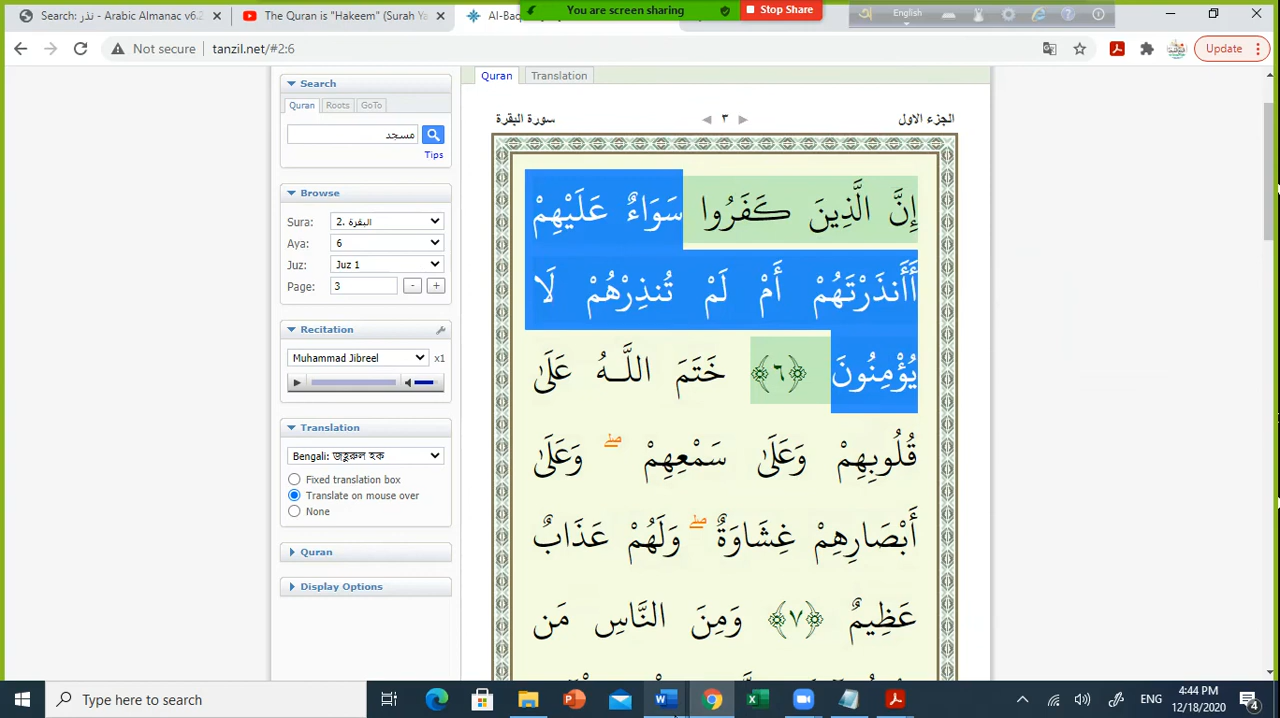 Search: نذر - Arabic Almanac v6.2
The Quran is "Hakeem" (Surah Ya
Al-Baq
You are screen sharing
Stop Share
English
Not secure
tanzil.net/#2:6
Update
Search
Quran Roots GoTo
مسجد
Tips
Browse
Sura: 2. البقرة
Aya: 6
Juz: Juz 1
Page: 3 - +
Recitation
Muhammad Jibreel x1
Translation
Bengali: জহুরুল হক
Fixed translation box
Translate on mouse over
None
Quran
Display Options
Quran Translation
الجزء الاول ٣ سورة البقرة
إِنَّ الَّذِينَ كَفَرُوا سَوَاءٌ عَلَيْهِمْ
أَأَنذَرْتَهُمْ أَمْ لَمْ تُنذِرْهُمْ لَا
يُؤْمِنُونَ ﴿٦﴾ خَتَمَ اللَّـهُ عَلَىٰ
قُلُوبِهِمْ وَعَلَىٰ سَمْعِهِمْ ۖ وَعَلَىٰ
أَبْصَارِهِمْ غِشَاوَةٌ ۖ وَلَهُمْ عَذَابٌ
عَظِيمٌ ﴿٧﴾ وَمِنَ النَّاسِ مَن
Type here to search
ENG
4:44 PM
12/18/2020
4